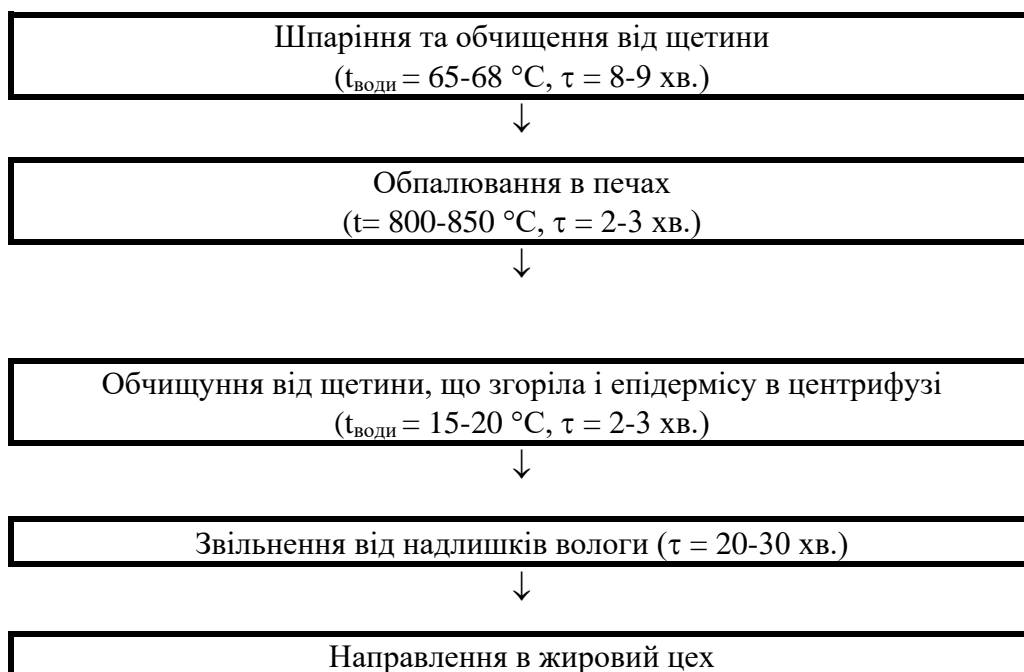 Шпаріння та обчищення від щетини
(tводи = 65-68 °C, τ = 8-9 хв.)
↓
Обпалювання в печах
(t= 800-850 °C, τ = 2-3 хв.)
↓
Обчищуння від щетини, що згоріла і епідермісу в центрифузі
(tводи = 15-20 °C, τ = 2-3 хв.)
↓
Звільнення від надлишків вологи (τ = 20-30 хв.)
↓
Направлення в жировий цех